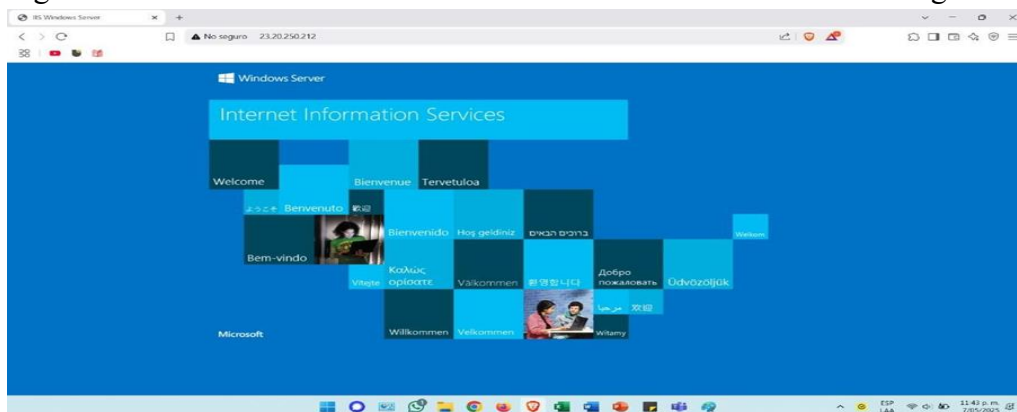 IIS Windows Server
No seguro 23.20.250.212
Windows Server
Internet Information Services
Welcome
Bienvenue
Tervetuloa
ようこそ
Benvenuto
歡迎
Bienvenido
Hoş geldiniz
ברוכים הבאים
Welkom
Bem-vindo
Vítejte
Καλώς
ορίσατε
Välkommen
환영합니다
Добро
пожаловать
Üdvözöljük
مرحبا
欢迎
Microsoft
Willkommen
Velkommen
Witamy
ESP
LAA
11:43 p. m.
7/05/2025